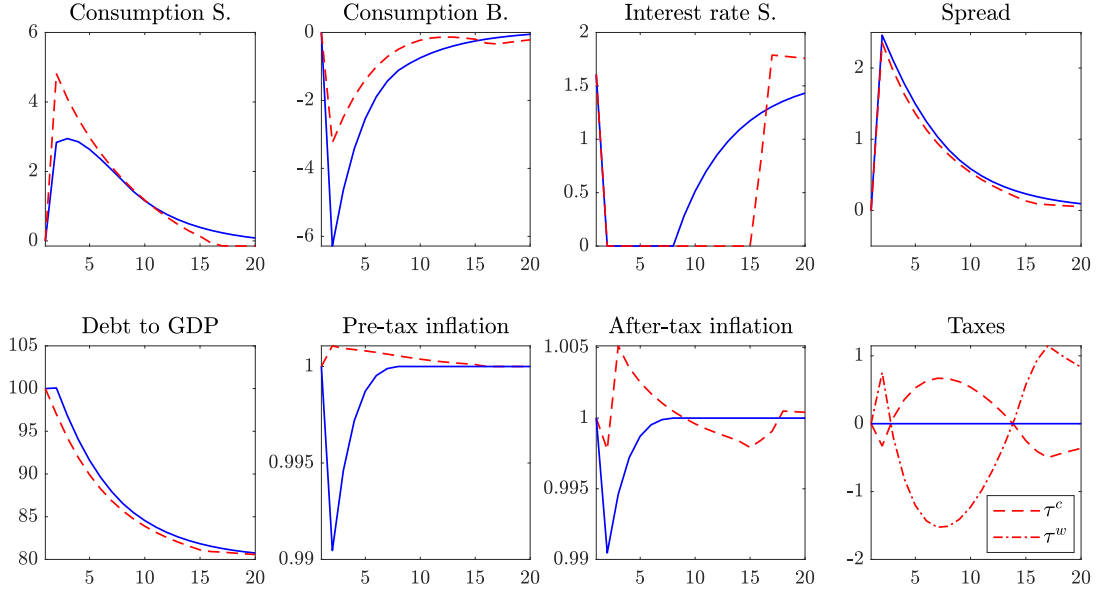 Consumption S. Consumption B. Interest rate S. Spread
6 0 2 2
4 -2 1.5 1
2 -4 1 0
0 -6 0.5
0
5 10 15 20 5 10 15 20 5 10 15 20 5 10 15 20
Debt to GDP Pre-tax inflation After-tax inflation Taxes
105 1 1.005 1
100 0.995 1 0
95 0.99 0.995 -1
90 0.99 -2
85
80
τ^c
τ^w
5 10 15 20 5 10 15 20 5 10 15 20 5 10 15 20